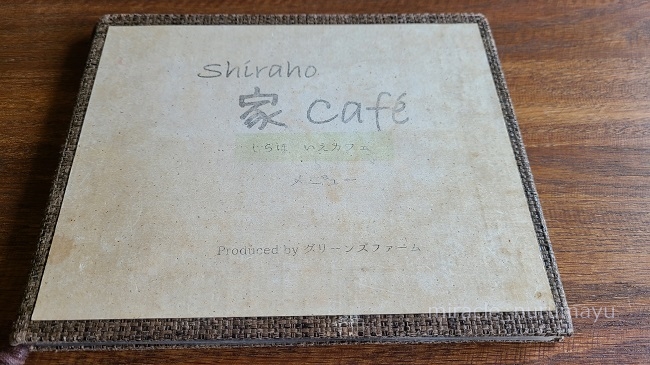 Shiraho
家 Café
しらほ いえカフェ
メニュー
Produced by グリーンズファーム